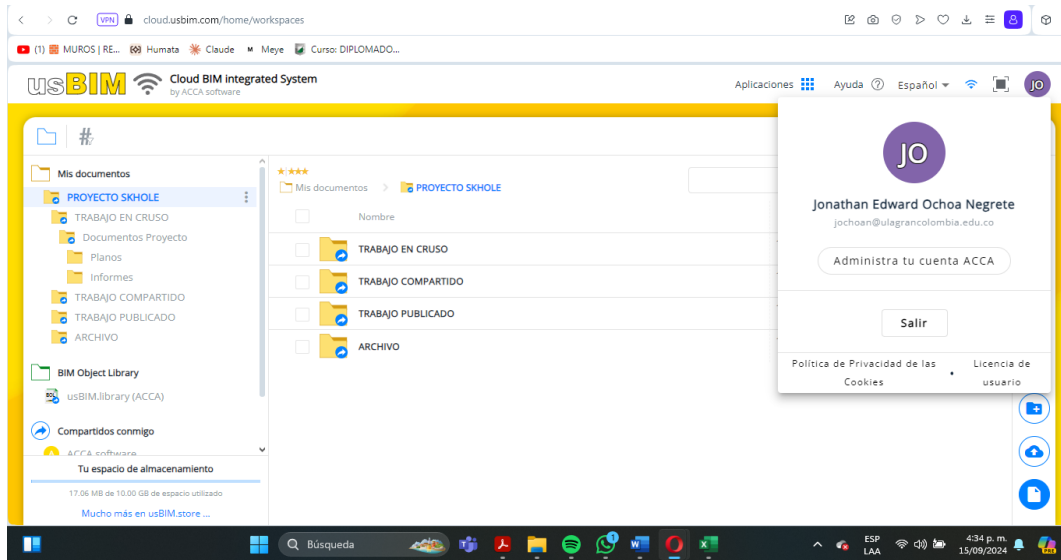 VPN
cloud.usbim.com/home/workspaces
(1) MUROS | RE...
Humata
Claude
Meye
Curso: DIPLOMADO...
usBIM
Cloud BIM integrated System
by ACCA software
Aplicaciones
Ayuda
Español
JO
Mis documentos
PROYECTO SKHOLE
TRABAJO EN CRUSO
Documentos Proyecto
Planos
Informes
TRABAJO COMPARTIDO
TRABAJO PUBLICADO
ARCHIVO
BIM Object Library
usBIM.library (ACCA)
Compartidos conmigo
ACCA software
Tu espacio de almacenamiento
17.06 MB de 10.00 GB de espacio utilizado
Mucho más en usBIM.store ...
Mis documentos > PROYECTO SKHOLE
Nombre
TRABAJO EN CRUSO
TRABAJO COMPARTIDO
TRABAJO PUBLICADO
ARCHIVO
JO
Jonathan Edward Ochoa Negrete
jochoan@ulagrancolombia.edu.co
Administra tu cuenta ACCA
Salir
Política de Privacidad de las Cookies
•
Licencia de usuario
Búsqueda
ESP
LAA
4:34 p. m.
15/09/2024